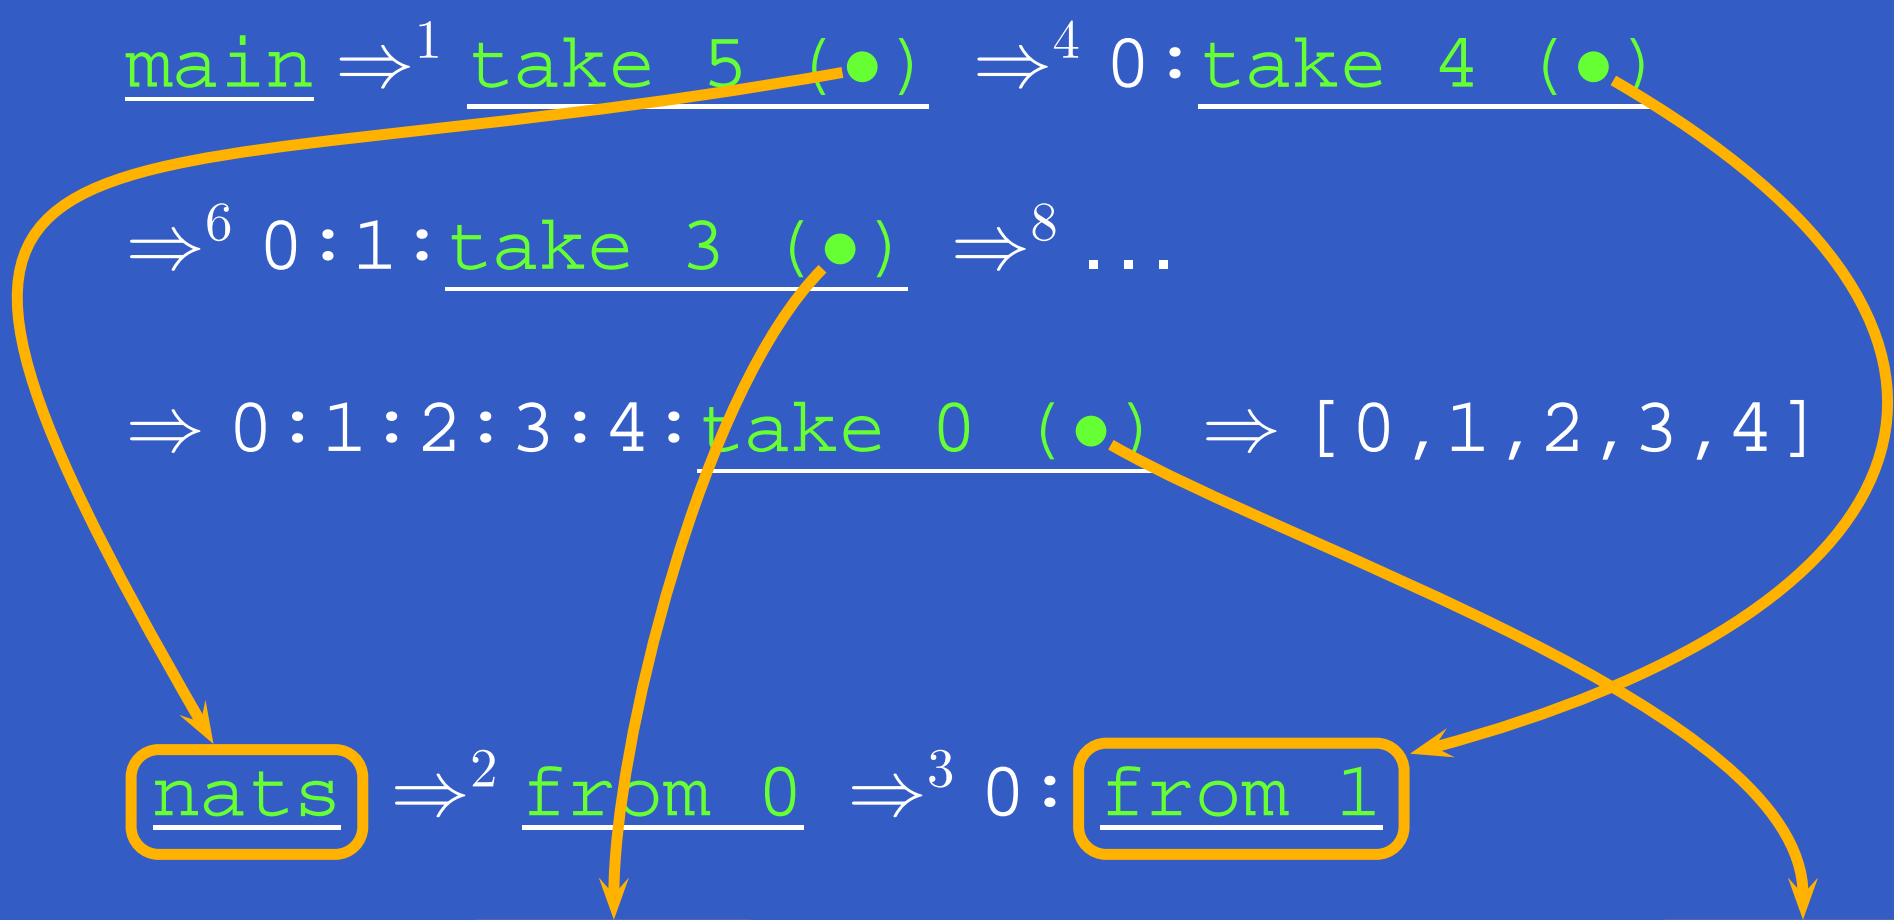 main ⇒¹ take 5 (●) ⇒⁴ 0:take 4 (●)
⇒⁶ 0:1:take 3 (●) ⇒⁸ ...
⇒ 0:1:2:3:4:take 0 (●) ⇒ [0,1,2,3,4]
nats ⇒² from 0 ⇒³ 0:from 1